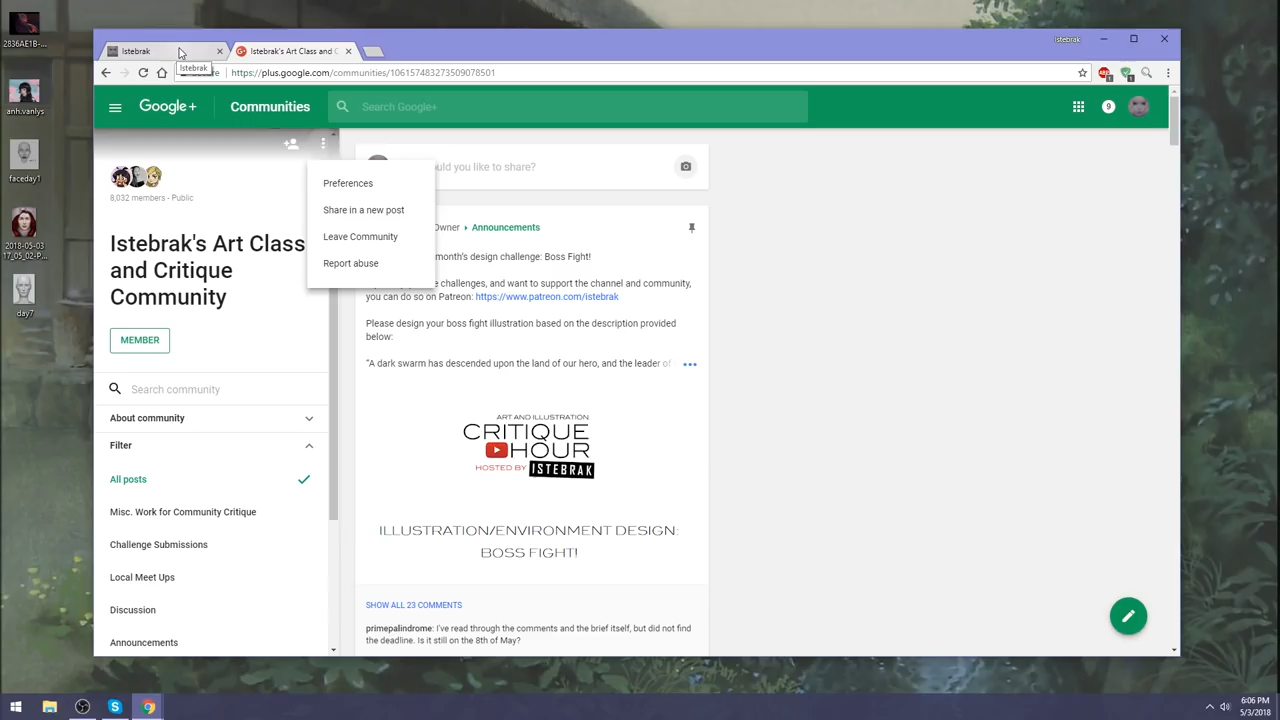 2836AE1B-...
anh.vanlys
faceday1
2018-05-03
17_05_02-P...
day7
Istebrak
Istebrak's Art Class and C
Istebrak
Istebrak
https://plus.google.com/communities/106157483273509078501
Google+
Communities
Search Google+
9
8,032 members - Public
Istebrak's Art Class
and Critique
Community
MEMBER
Search community
About community
Filter
All posts
Misc. Work for Community Critique
Challenge Submissions
Local Meet Ups
Discussion
Announcements
Preferences
Share in a new post
Leave Community
Report abuse
would you like to share?
Owner
Announcements
month's design challenge: Boss Fight!
challenges, and want to support the channel and community,
you can do so on Patreon: https://www.patreon.com/istebrak
Please design your boss fight illustration based on the description provided
below:
"A dark swarm has descended upon the land of our hero, and the leader of
ART AND ILLUSTRATION
CRITIQUE
HOUR
HOSTED BY ISTEBRAK
ILLUSTRATION/ENVIRONMENT DESIGN:
BOSS FIGHT!
SHOW ALL 23 COMMENTS
primepalindrome: I've read through the comments and the brief itself, but did not find
the deadline. Is it still on the 8th of May?
6:06 PM
5/3/2018